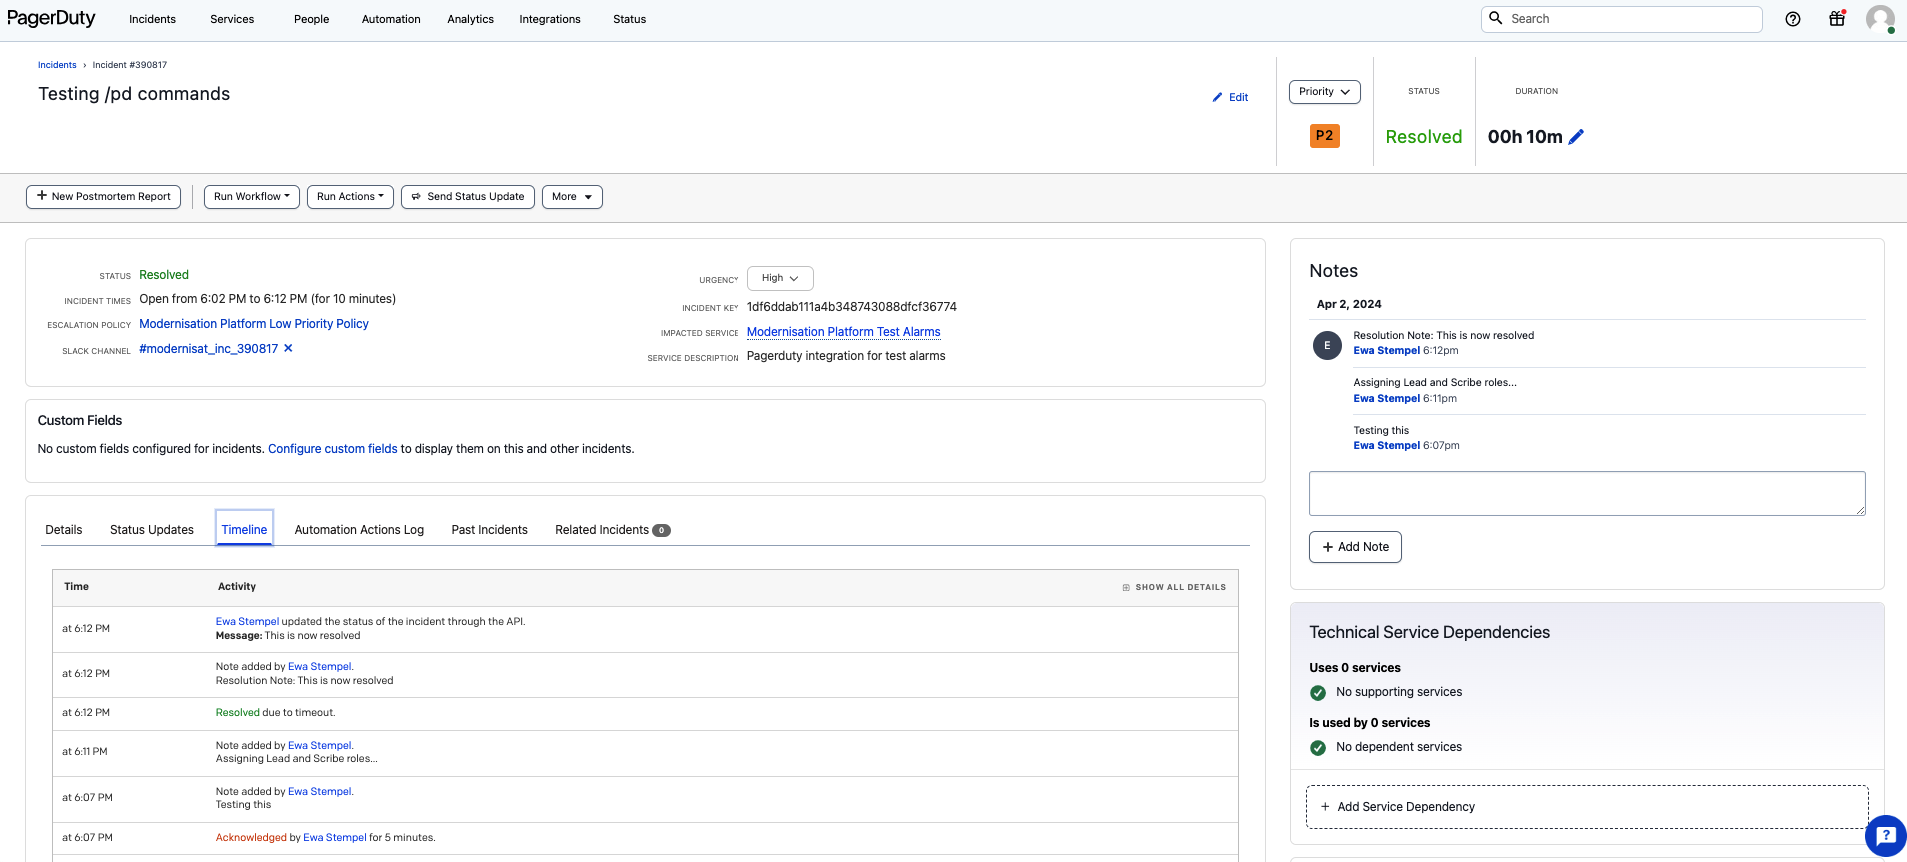 PagerDuty
Incidents
Services
People
Automation
Analytics
Integrations
Status
Search
Incidents › Incident #390817
Testing /pd commands
Edit
Priority
P2
STATUS
Resolved
DURATION
00h 10m
+ New Postmortem Report
Run Workflow
Run Actions
Send Status Update
More
STATUS Resolved
INCIDENT TIMES Open from 6:02 PM to 6:12 PM (for 10 minutes)
ESCALATION POLICY Modernisation Platform Low Priority Policy
SLACK CHANNEL #modernisat_inc_390817 ✕
URGENCY High
INCIDENT KEY 1df6ddab111a4b348743088dfcf36774
IMPACTED SERVICE Modernisation Platform Test Alarms
SERVICE DESCRIPTION Pagerduty integration for test alarms
Custom Fields
No custom fields configured for incidents. Configure custom fields to display them on this and other incidents.
Details
Status Updates
Timeline
Automation Actions Log
Past Incidents
Related Incidents 0
Time
Activity
SHOW ALL DETAILS
at 6:12 PM
Ewa Stempel updated the status of the incident through the API.
Message: This is now resolved
at 6:12 PM
Note added by Ewa Stempel.
Resolution Note: This is now resolved
at 6:12 PM
Resolved due to timeout.
at 6:11 PM
Note added by Ewa Stempel.
Assigning Lead and Scribe roles...
at 6:07 PM
Note added by Ewa Stempel.
Testing this
at 6:07 PM
Acknowledged by Ewa Stempel for 5 minutes.
Notes
Apr 2, 2024
E
Resolution Note: This is now resolved
Ewa Stempel 6:12pm
Assigning Lead and Scribe roles...
Ewa Stempel 6:11pm
Testing this
Ewa Stempel 6:07pm
+ Add Note
Technical Service Dependencies
Uses 0 services
No supporting services
Is used by 0 services
No dependent services
+ Add Service Dependency